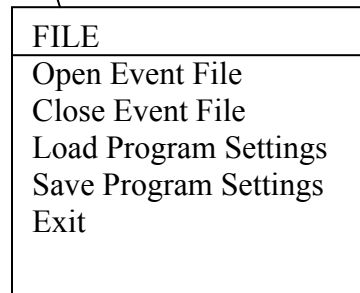 FILE
Open Event File
Close Event File
Load Program Settings
Save Program Settings
Exit